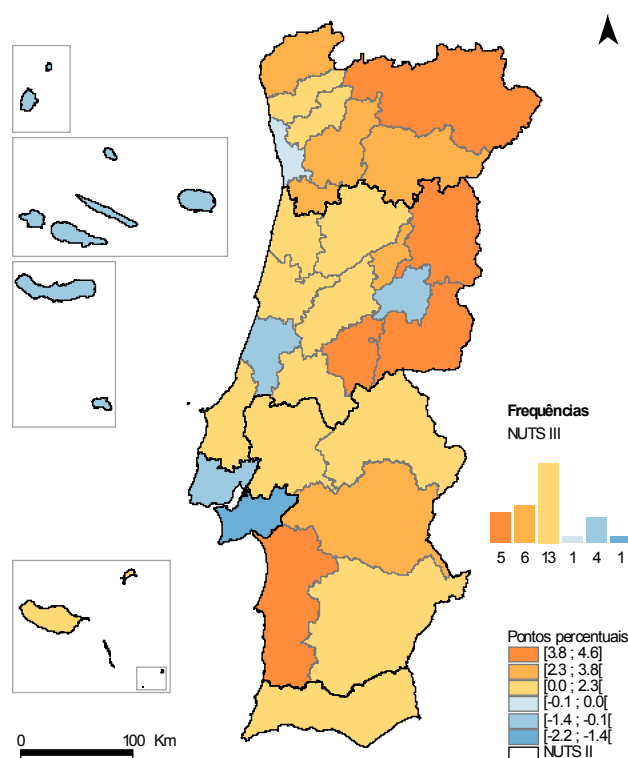 Frequências
NUTS III
5 6 13 1 4 1
Pontos percentuais
[3.8 ; 4.6]
[2.3 ; 3.8[
[0.0 ; 2.3[
[-0.1 ; 0.0[
[-1.4 ; -0.1[
[-2.2 ; -1.4[
NUTS II
0 100 Km